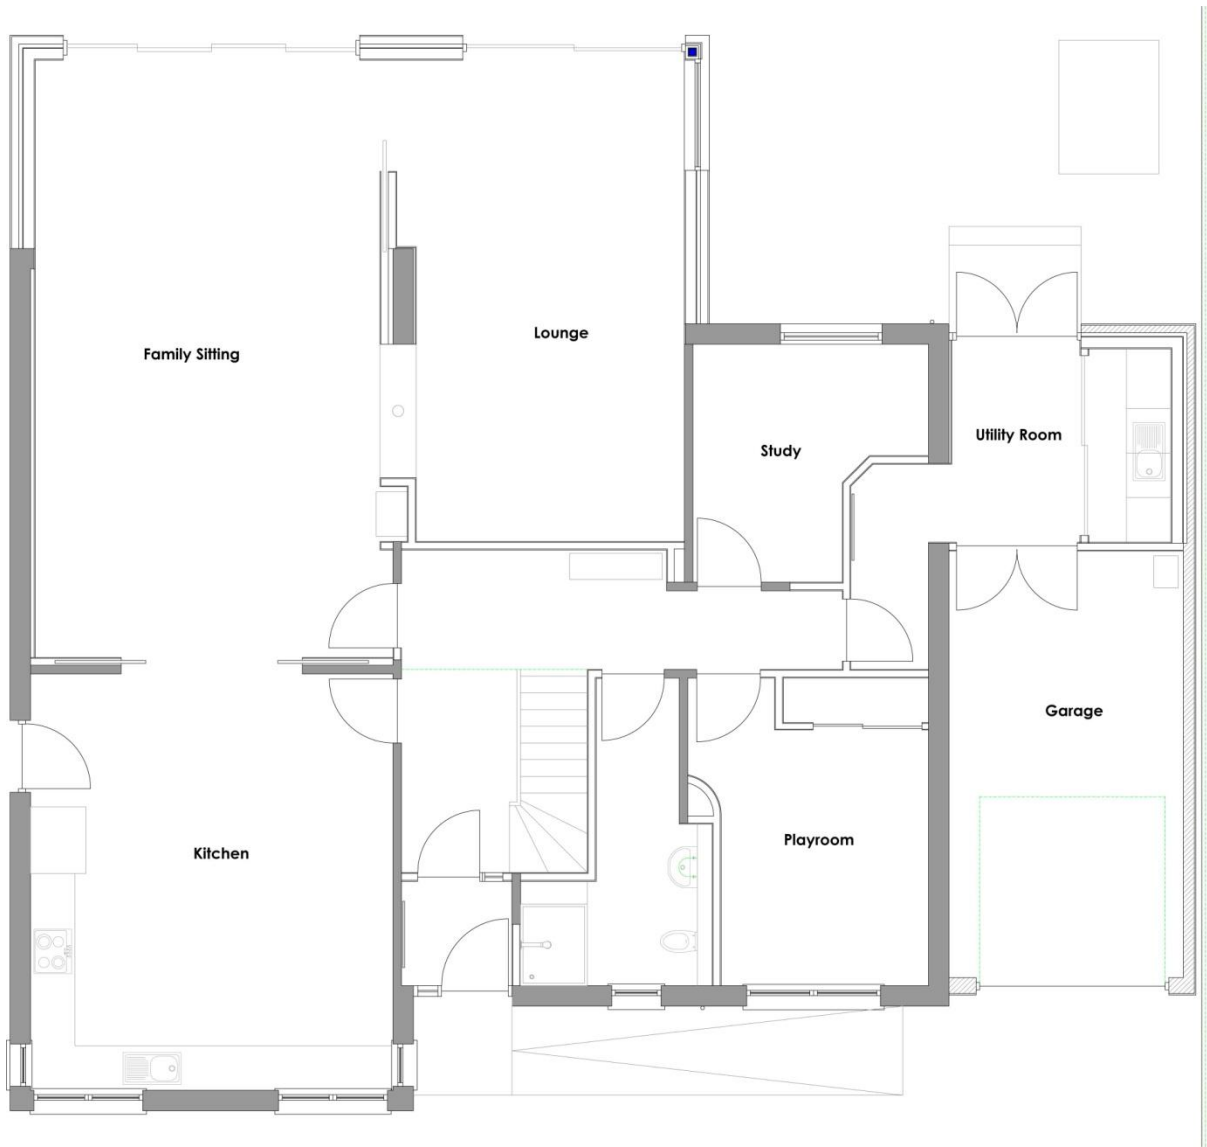 Family Sitting
Lounge
Study
Utility Room
Garage
Kitchen
Playroom